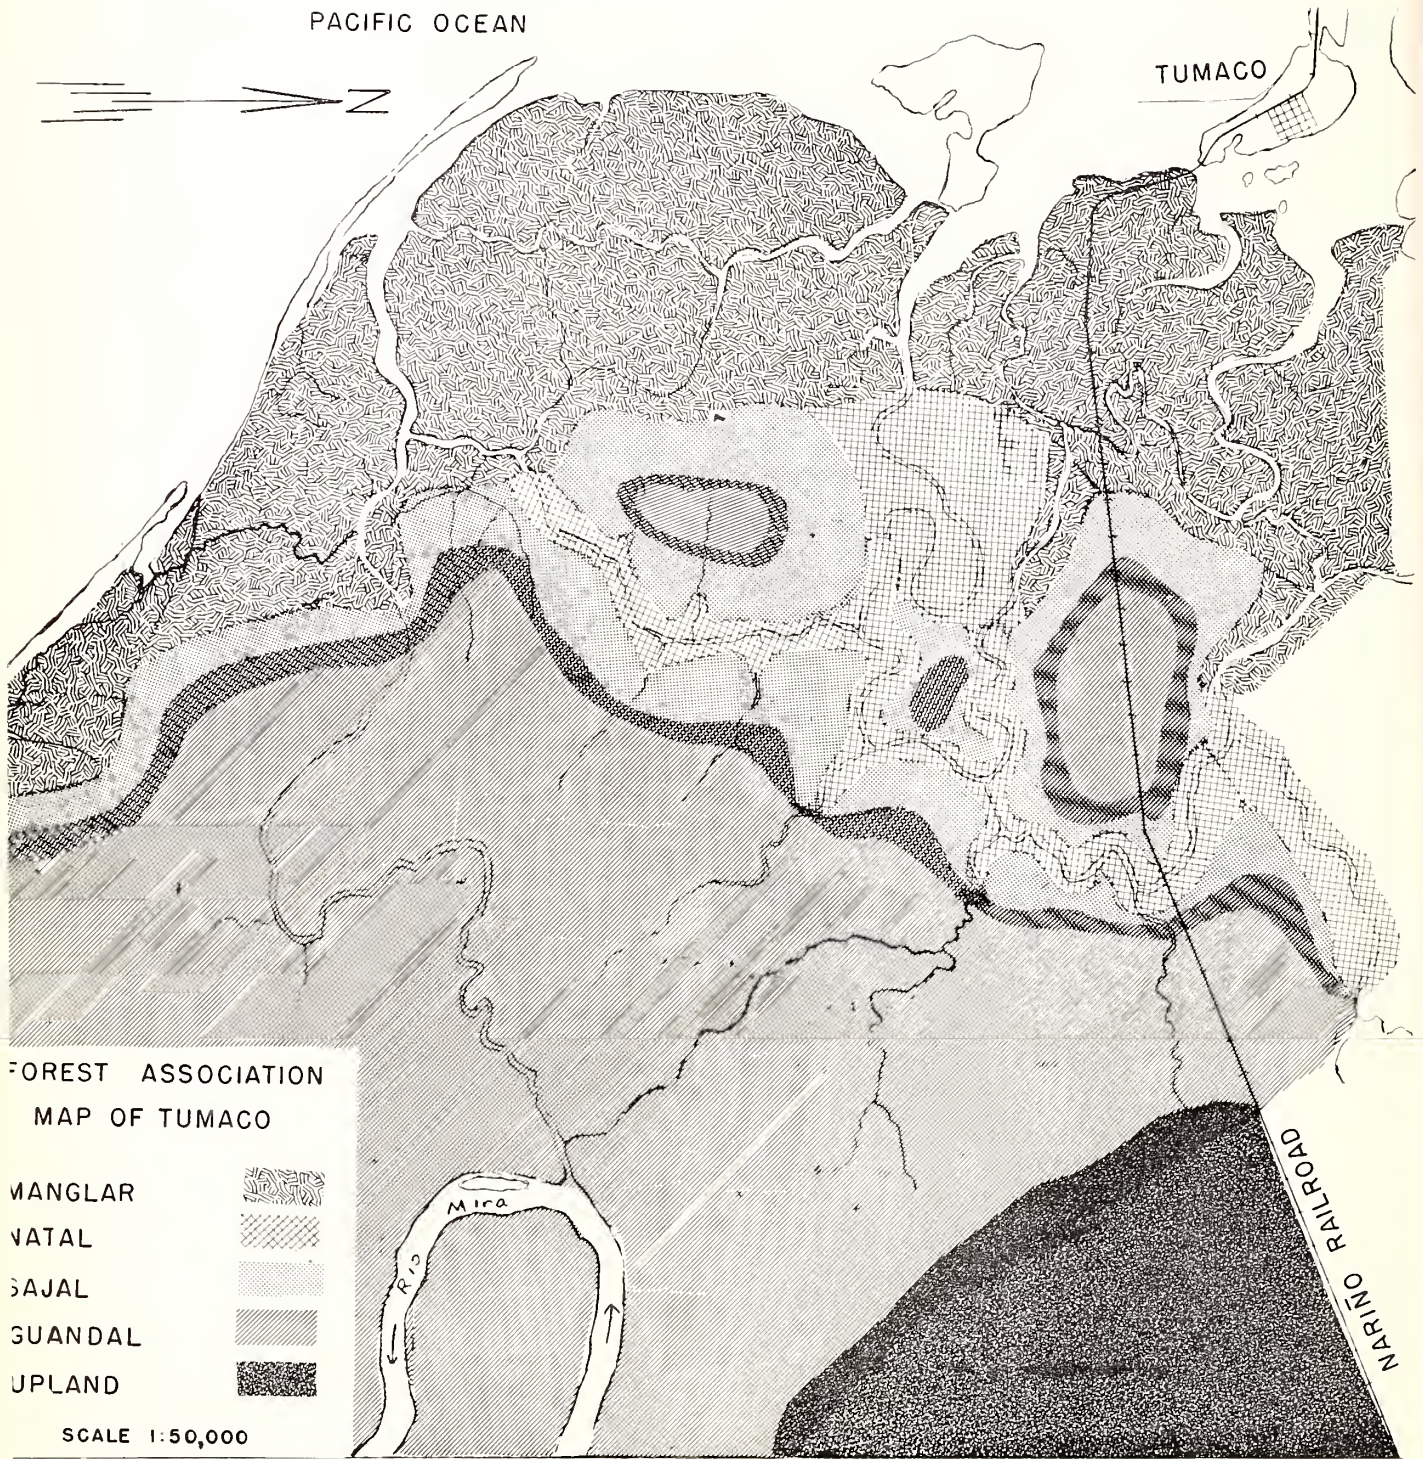 PACIFIC OCEAN
TUMACO
N
FOREST ASSOCIATION
MAP OF TUMACO
MANGLAR
NATAL
SAJAL
GUANDAL
UPLAND
SCALE 1:50,000
Rio Mira
NARIÑO RAILROAD